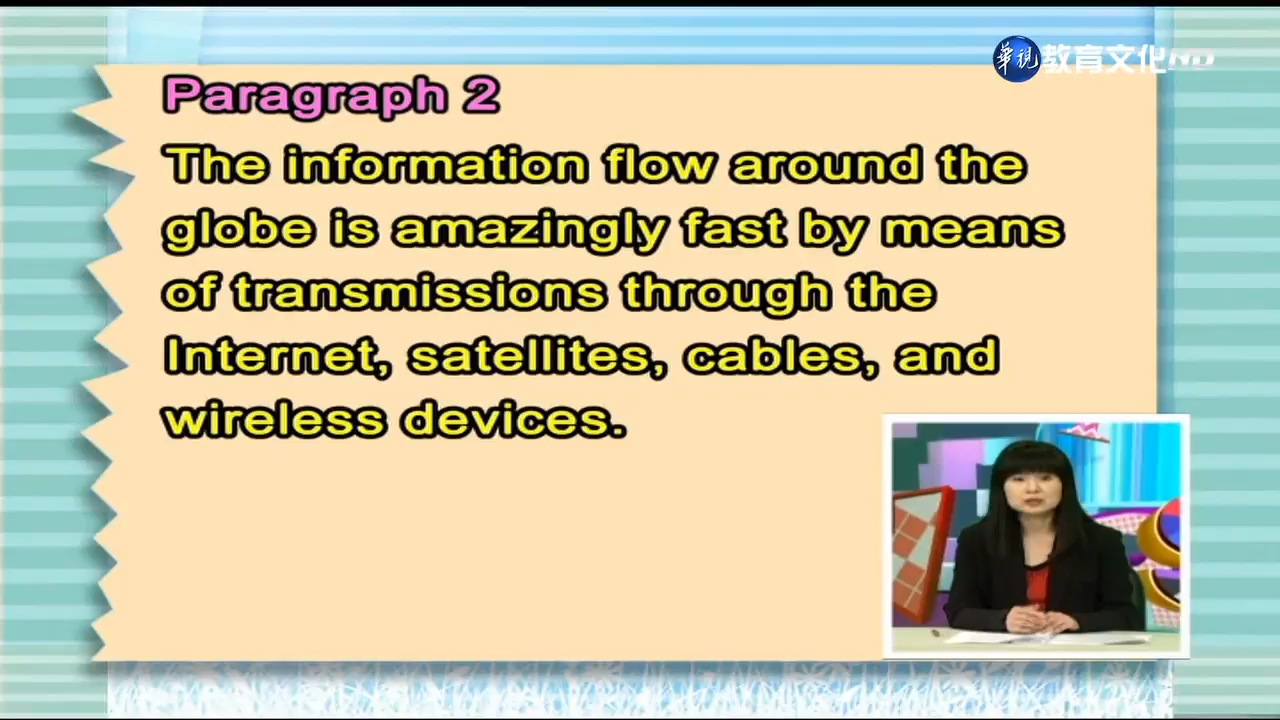 華視 教育文化HD
Paragraph 2
The information flow around the
globe is amazingly fast by means
of transmissions through the
Internet, satellites, cables, and
wireless devices.